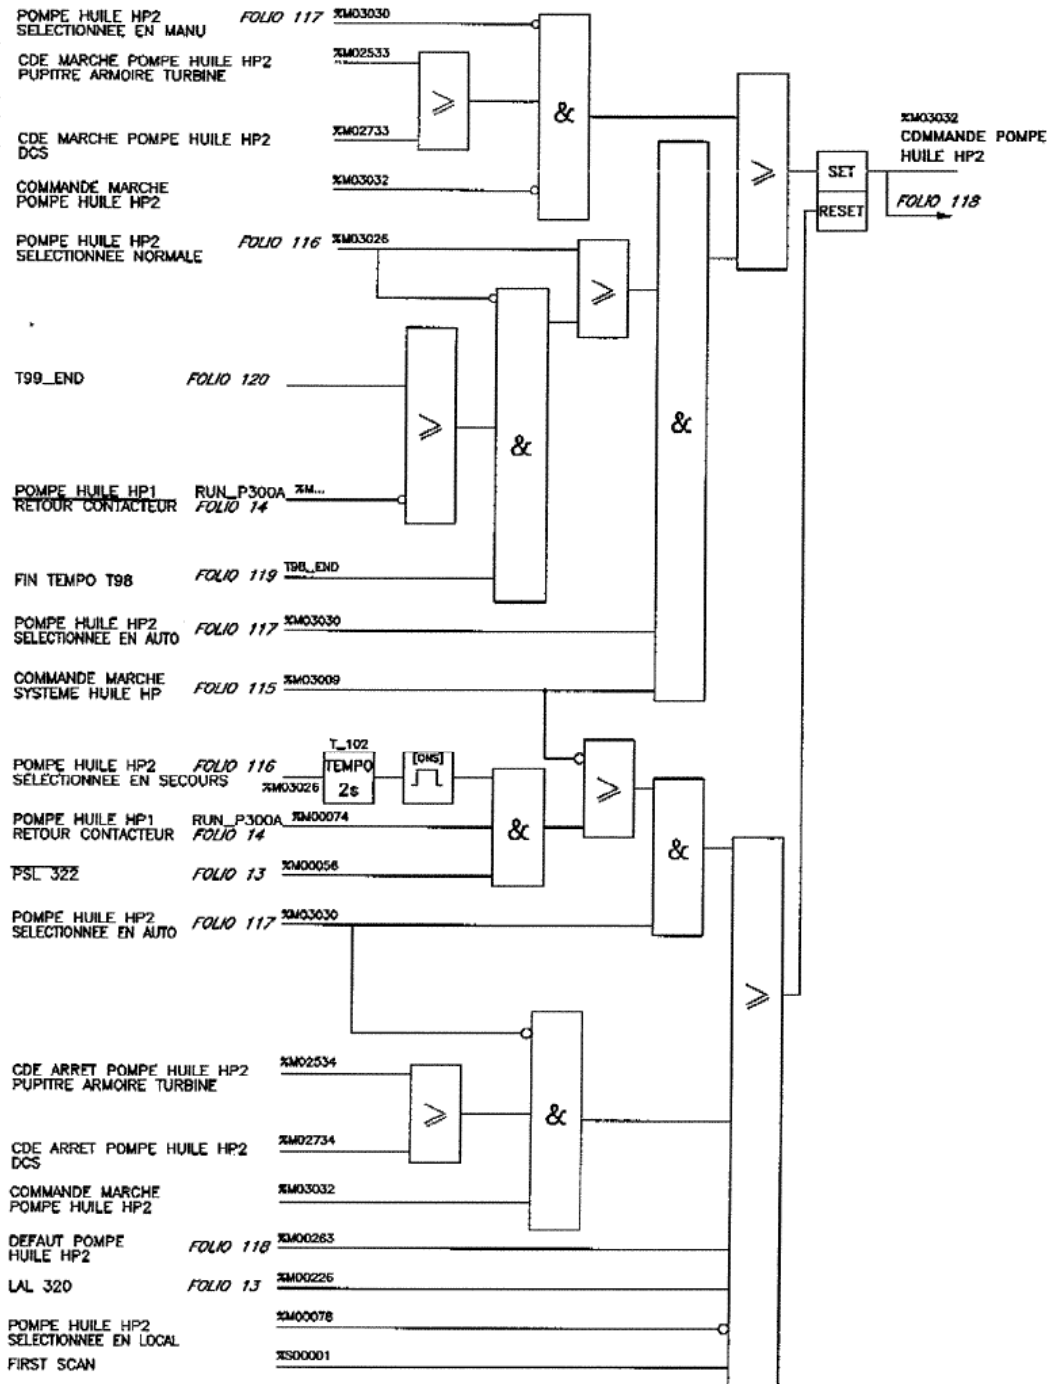 POMPE HUILE HP2 FOLIO 117 %M03030
SELECTIONNEE EN MANU
CDE MARCHE POMPE HUILE HP2 %M02533
PUPITRE ARMOIRE TURBINE
⩾
&
CDE MARCHE POMPE HUILE HP2 %M02733
DCS
⩾
%M03032
COMMANDE POMPE
HUILE HP2
SET
RESET
FOLIO 118
COMMANDE MARCHE %M03032
POMPE HUILE HP2
POMPE HUILE HP2 FOLIO 116 %M03026
SELECTIONNEE NORMALE
⩾
T99_END FOLIO 120
⩾
&
&
POMPE HUILE HP1 RUN_P300A %M...
RETOUR CONTACTEUR FOLIO 14
FIN TEMPO T98 FOLIO 119 T98_END
POMPE HUILE HP2 FOLIO 117 %M03030
SELECTIONNEE EN AUTO
COMMANDE MARCHE FOLIO 115 %M03009
SYSTEME HUILE HP
T_102 [ONS]
POMPE HUILE HP2 FOLIO 116 TEMPO
SELECTIONNEE EN SECOURS %M03026 2s
⩾
POMPE HUILE HP1 RUN_P300A %M00074
RETOUR CONTACTEUR FOLIO 14
&
&
PSL 322 FOLIO 13 %M00056
POMPE HUILE HP2 FOLIO 117 %M03030
SELECTIONNEE EN AUTO
⩾
CDE ARRET POMPE HUILE HP2 %M02534
PUPITRE ARMOIRE TURBINE
⩾
&
CDE ARRET POMPE HUILE HP2 %M02734
DCS
COMMANDE MARCHE %M03032
POMPE HUILE HP2
DEFAUT POMPE FOLIO 118 %M00263
HUILE HP2
LAL 320 FOLIO 13 %M00226
POMPE HUILE HP2 %M00078
SELECTIONNEE EN LOCAL
FIRST SCAN %S00001